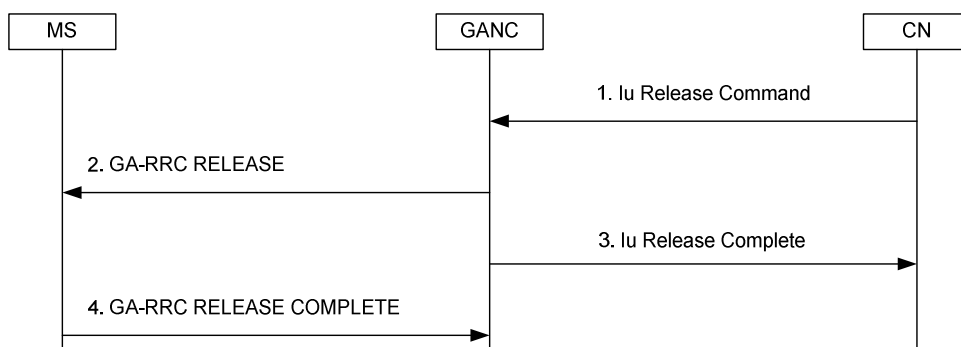 MS
GANC
CN
1. Iu Release Command
2. GA-RRC RELEASE
3. Iu Release Complete
4. GA-RRC RELEASE COMPLETE